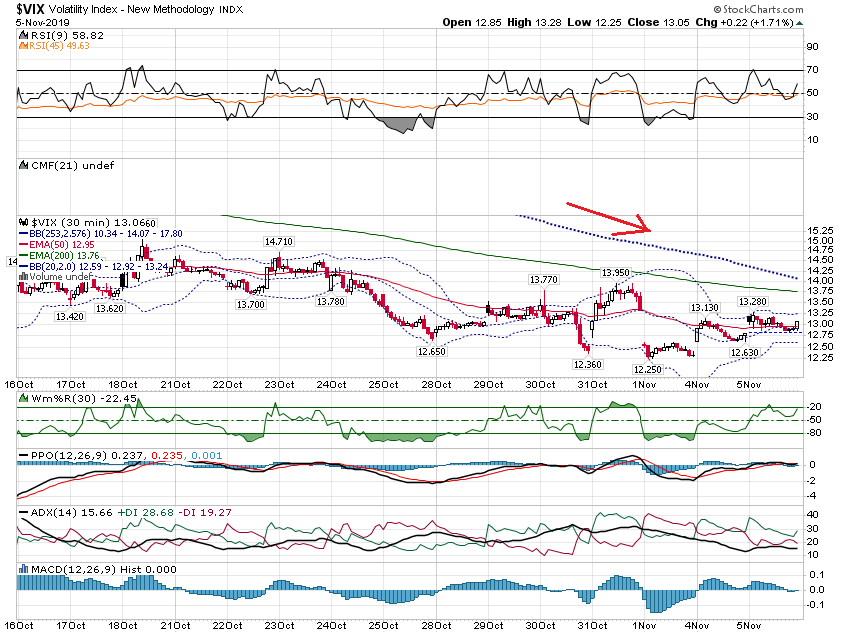 $VIX Volatility Index - New Methodology INDX
© StockCharts.com
5-Nov-2019
Open 12.85 High 13.28 Low 12.25 Close 13.05 Chg +0.22 (+1.71%)
RSI(9) 58.82
RSI(45) 49.63
90
70
50
30
10
CMF(21) undef
$VIX (30 min) 13.0660
BB(253,2.576) 10.34 - 14.07 - 17.80
EMA(50) 12.95
EMA(200) 13.76
BB(20,2.0) 12.59 - 12.92 - 13.24
Volume undef
15.25
15.00
14.75
14.50
14.25
14.00
13.75
13.50
13.25
13.00
12.75
12.50
12.25
14
13.420
13.620
13.700
14.710
13.780
12.650
13.770
12.360
13.950
12.250
13.130
12.630
13.280
16Oct 17Oct 18Oct 21Oct 22Oct 23Oct 24Oct 25Oct 28Oct 29Oct 30Oct 31Oct 1Nov 4Nov 5Nov
Wm%R(30) -22.45
-20
-50
-80
PPO(12,26,9) 0.237, 0.235, 0.001
0
-2
-4
ADX(14) 15.66 +DI 28.68 -DI 19.27
40
30
20
10
MACD(12,26,9) Hist 0.000
0.1
0.0
-0.1
16Oct 17Oct 18Oct 21Oct 22Oct 23Oct 24Oct 25Oct 28Oct 29Oct 30Oct 31Oct 1Nov 4Nov 5Nov